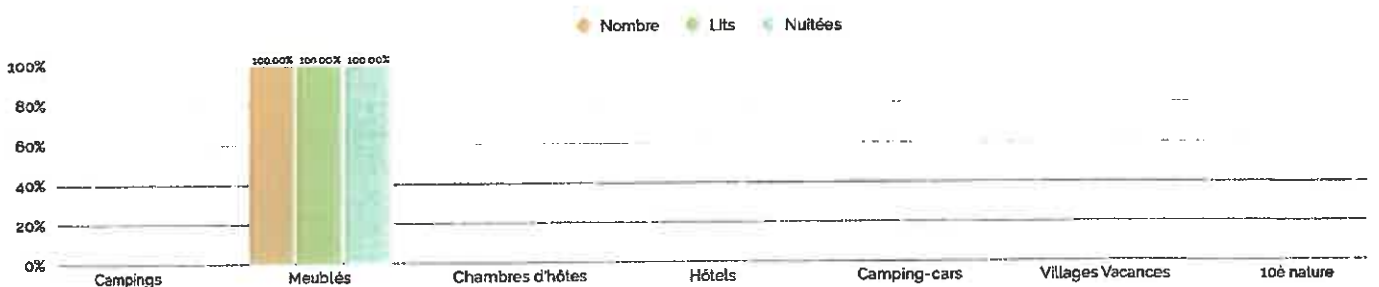 Nombre Lits Nuitées
100.00% 100.00% 100.00%
100%
80%
60%
40%
20%
0%
Campings Meublés Chambres d'hôtes Hôtels Camping-cars Villages Vacances 10è nature